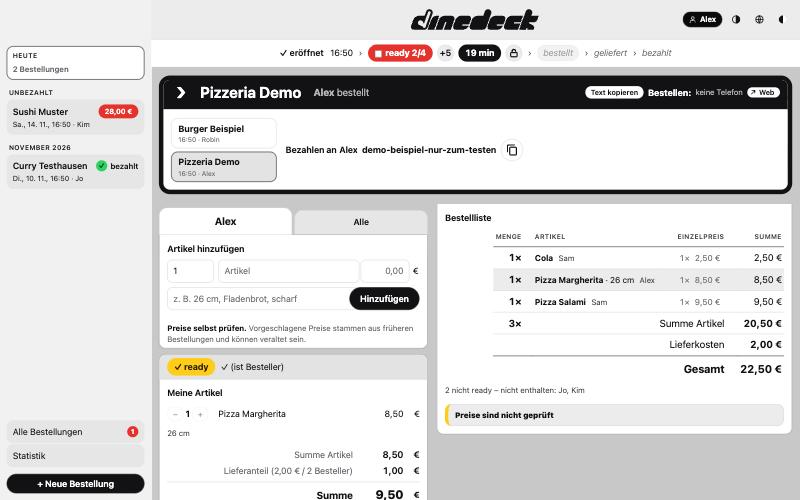 dinedeck
Alex
HEUTE
2 Bestellungen
UNBEZAHLT
Sushi Muster 28,00 €
Sa., 14. 11., 16:50 · Kim
NOVEMBER 2026
Curry Testhausen ✓ bezahlt
Di., 10. 11., 16:50 · Jo
Alle Bestellungen 1
Statistik
+ Neue Bestellung
✓ eröffnet 16:50 › ready 2/4 +5 19 min › bestellt › geliefert › bezahlt
Pizzeria Demo Alex bestellt Text kopieren Bestellen: keine Telefon ↗ Web
Burger Beispiel
16:50 · Robin
Pizzeria Demo
16:50 · Alex
Bezahlen an Alex demo-beispiel-nur-zum-testen
Alex Alle
Artikel hinzufügen
1 Artikel 0,00 €
z. B. 26 cm, Fladenbrot, scharf Hinzufügen
Preise selbst prüfen. Vorgeschlagene Preise stammen aus früheren
Bestellungen und können veraltet sein.
✓ ready ✓ (ist Besteller)
Meine Artikel
− 1 + Pizza Margherita 8,50 €
26 cm
Summe Artikel 8,50 €
Lieferanteil (2,00 € / 2 Besteller) 1,00 €
Summe 9,50 €
Bestellliste
MENGE ARTIKEL EINZELPREIS SUMME
1× Cola Sam 1× 2,50 € 2,50 €
1× Pizza Margherita · 26 cm Alex 1× 8,50 € 8,50 €
1× Pizza Salami Sam 1× 9,50 € 9,50 €
3× Summe Artikel 20,50 €
Lieferkosten 2,00 €
Gesamt 22,50 €
2 nicht ready – nicht enthalten: Jo, Kim
Preise sind nicht geprüft